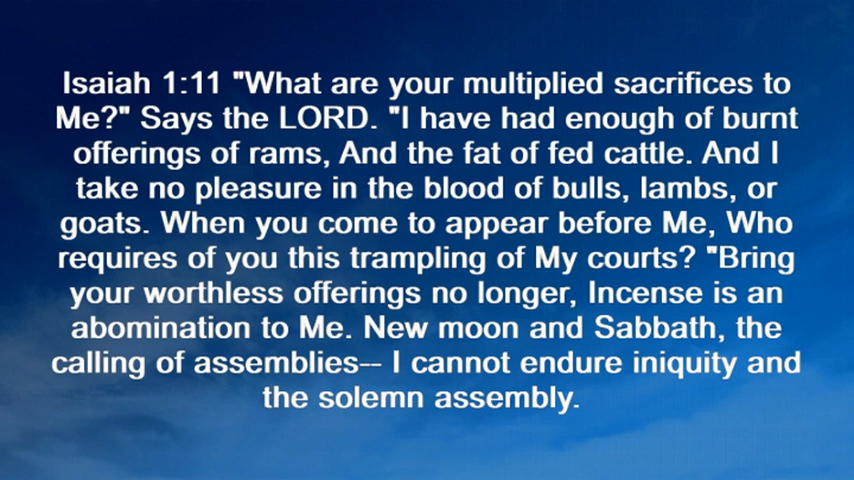 Isaiah 1:11 "What are your multiplied sacrifices to
Me?" Says the LORD. "I have had enough of burnt
offerings of rams, And the fat of fed cattle. And I
take no pleasure in the blood of bulls, lambs, or
goats. When you come to appear before Me, Who
requires of you this trampling of My courts? "Bring
your worthless offerings no longer, Incense is an
abomination to Me. New moon and Sabbath, the
calling of assemblies-- I cannot endure iniquity and
the solemn assembly.